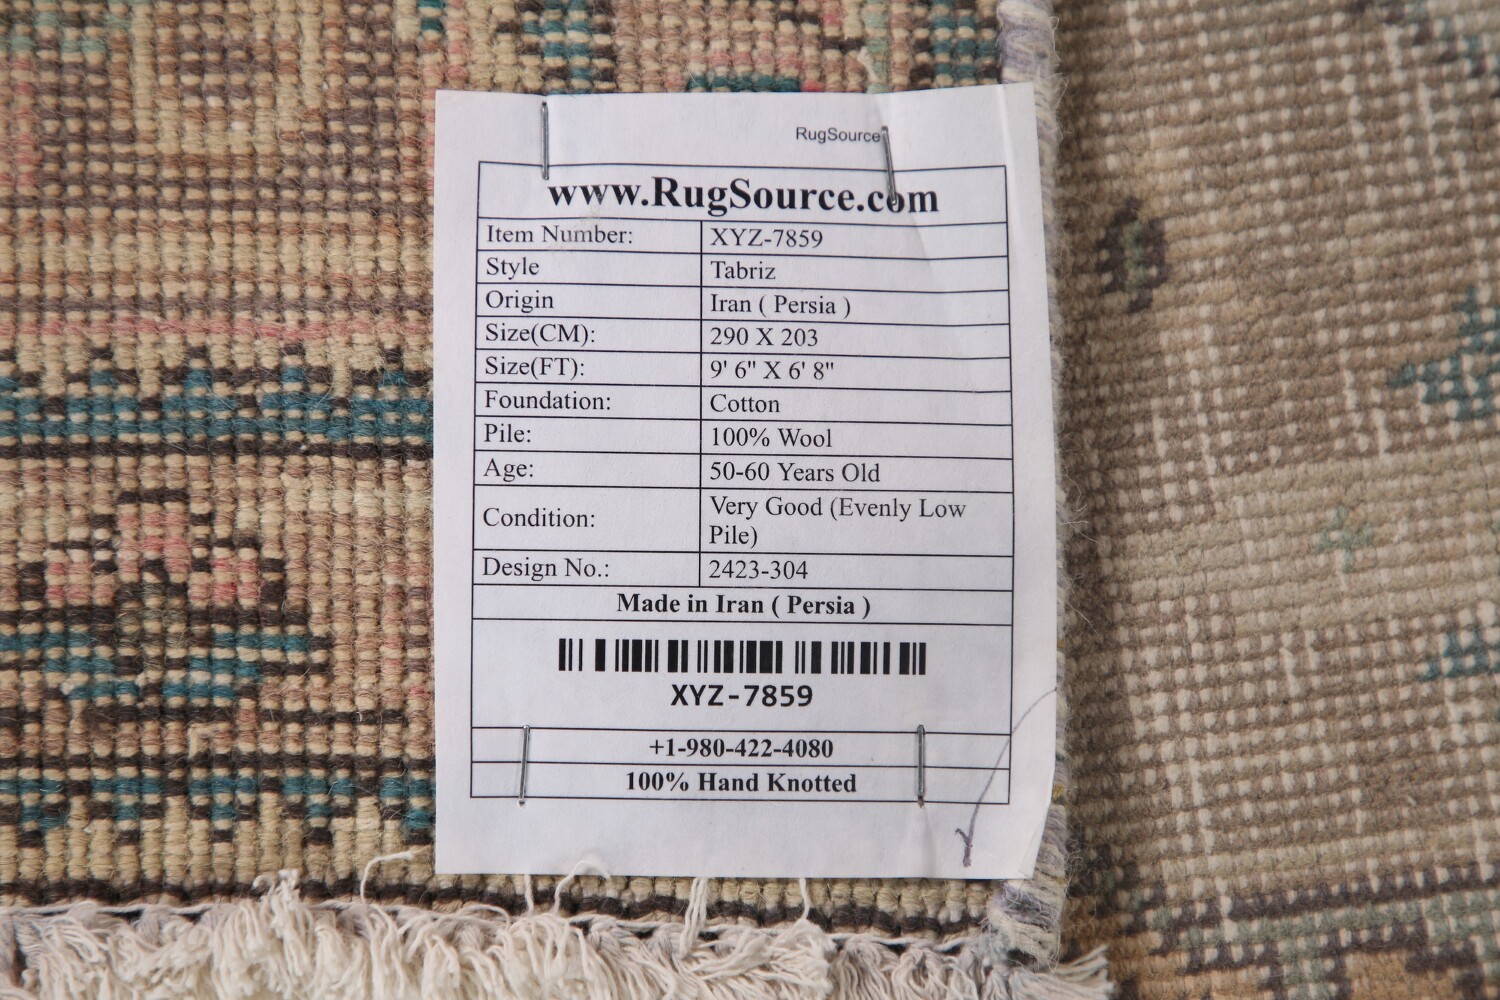 RugSource
www.RugSource.com
Item Number: XYZ-7859
Style Tabriz
Origin Iran ( Persia )
Size(CM): 290 X 203
Size(FT): 9' 6" X 6' 8"
Foundation: Cotton
Pile: 100% Wool
Age: 50-60 Years Old
Condition: Very Good (Evenly Low
Pile)
Design No.: 2423-304
Made in Iran ( Persia )
XYZ-7859
+1-980-422-4080
100% Hand Knotted